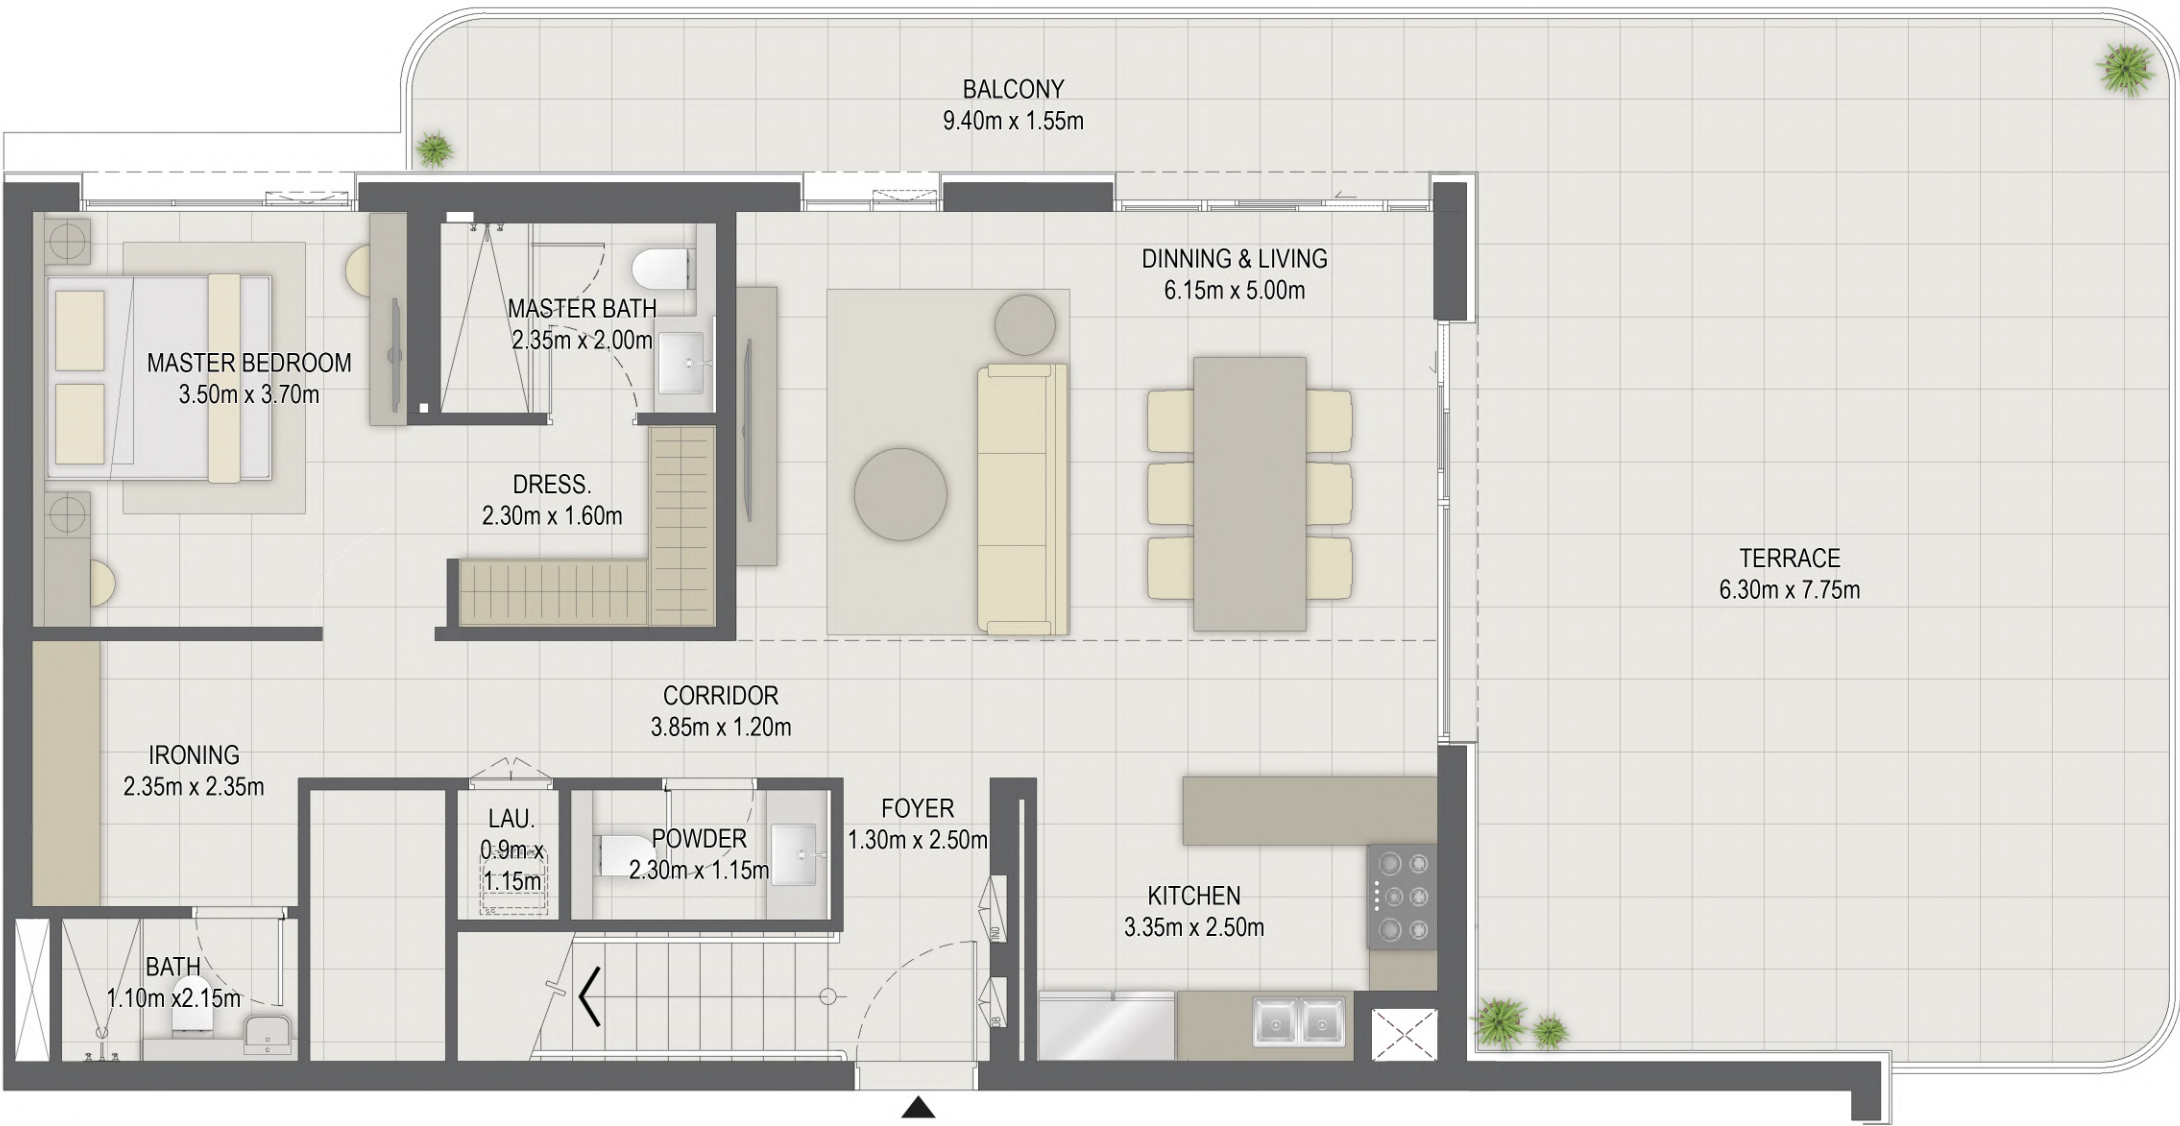 BALCONY
9.40m x 1.55m
DINNING & LIVING
6.15m x 5.00m
MASTER BATH
2.35m x 2.00m
MASTER BEDROOM
3.50m x 3.70m
DRESS.
2.30m x 1.60m
TERRACE
6.30m x 7.75m
CORRIDOR
3.85m x 1.20m
IRONING
2.35m x 2.35m
LAU.
0.9m x
1.15m
POWDER
2.30m x 1.15m
FOYER
1.30m x 2.50m
KITCHEN
3.35m x 2.50m
BATH
1.10m x2.15m